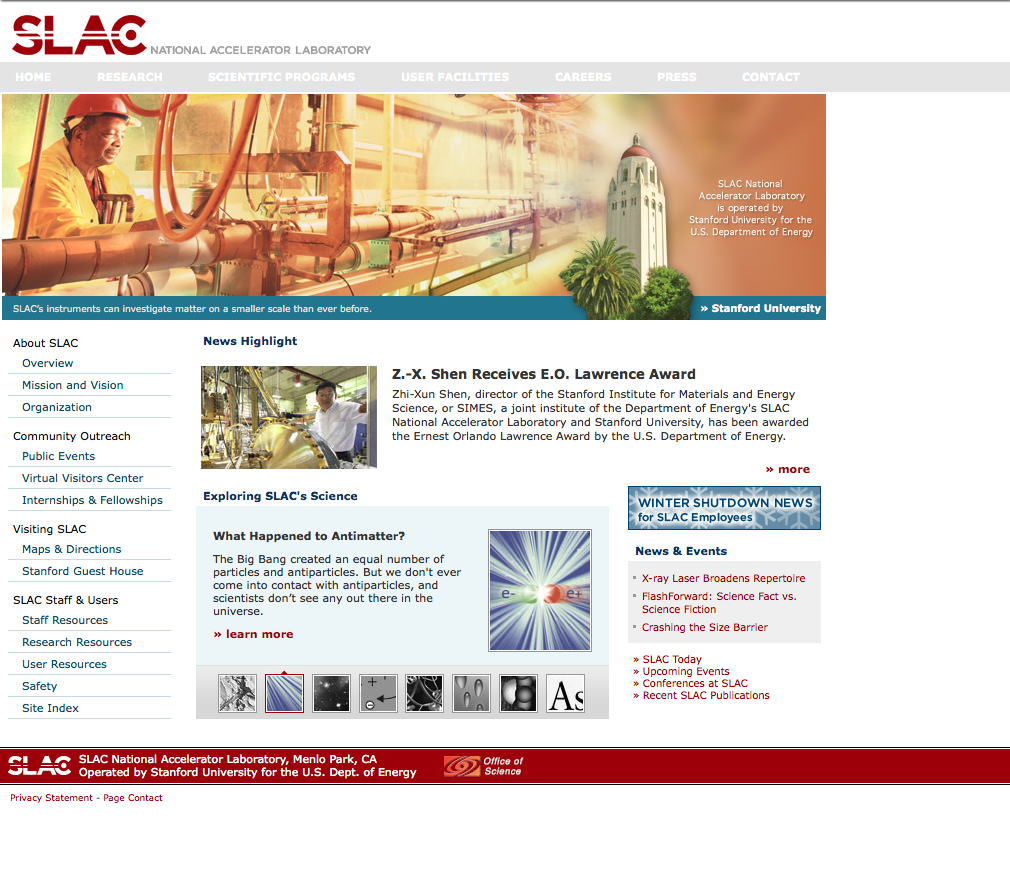 SLAC NATIONAL ACCELERATOR LABORATORY
HOME RESEARCH SCIENTIFIC PROGRAMS USER FACILITIES CAREERS PRESS CONTACT
SLAC National
Accelerator Laboratory
is operated by
Stanford University for the
U.S. Department of Energy
SLAC's instruments can investigate matter on a smaller scale than ever before.
» Stanford University
About SLAC
Overview
Mission and Vision
Organization
Community Outreach
Public Events
Virtual Visitors Center
Internships & Fellowships
Visiting SLAC
Maps & Directions
Stanford Guest House
SLAC Staff & Users
Staff Resources
Research Resources
User Resources
Safety
Site Index
News Highlight
Z.-X. Shen Receives E.O. Lawrence Award
Zhi-Xun Shen, director of the Stanford Institute for Materials and Energy
Science, or SIMES, a joint institute of the Department of Energy's SLAC
National Accelerator Laboratory and Stanford University, has been awarded
the Ernest Orlando Lawrence Award by the U.S. Department of Energy.
» more
Exploring SLAC's Science
What Happened to Antimatter?
The Big Bang created an equal number of
particles and antiparticles. But we don't ever
come into contact with antiparticles, and
scientists don’t see any out there in the
universe.
» learn more
e- e+
As
WINTER SHUTDOWN NEWS
for SLAC Employees
News & Events
X-ray Laser Broadens Repertoire
FlashForward: Science Fact vs.
Science Fiction
Crashing the Size Barrier
» SLAC Today
» Upcoming Events
» Conferences at SLAC
» Recent SLAC Publications
SLAC
SLAC National Accelerator Laboratory, Menlo Park, CA
Operated by Stanford University for the U.S. Dept. of Energy
Office of
Science
Privacy Statement - Page Contact